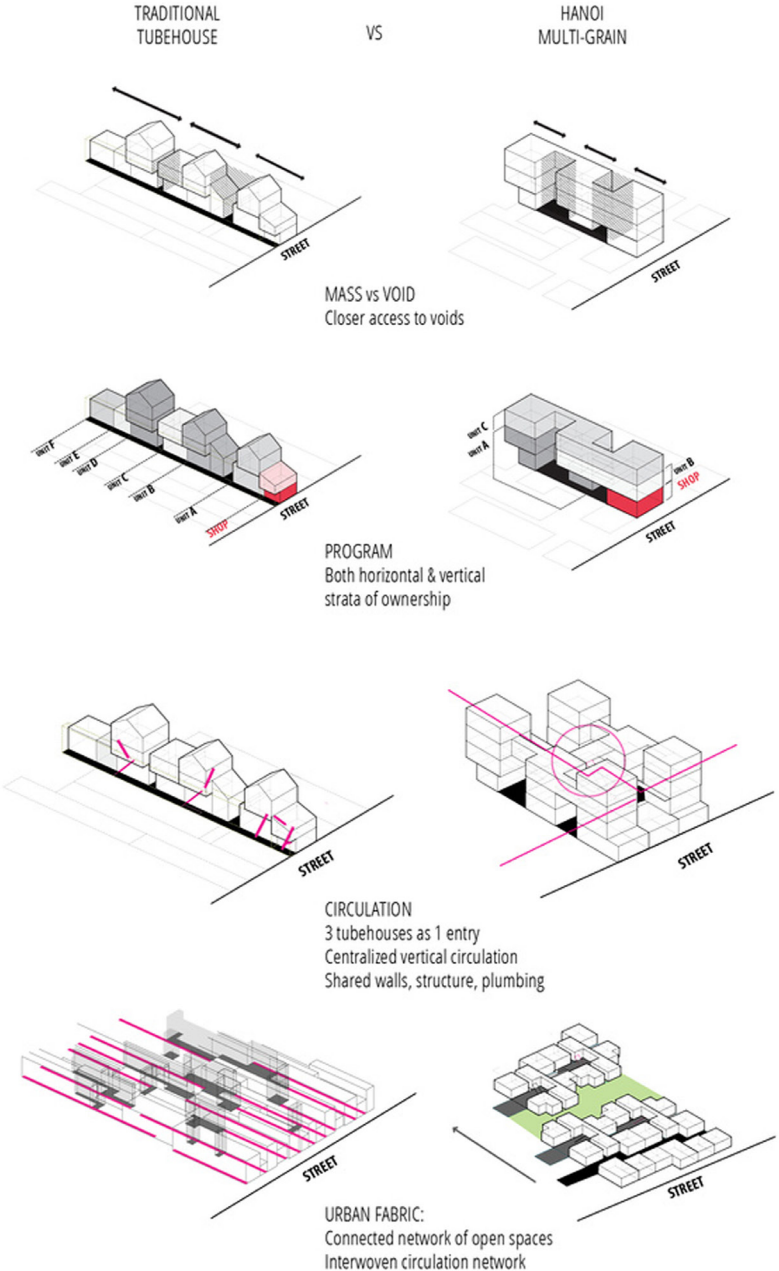 TRADITIONAL
TUBEHOUSE
VS
HANOI
MULTI-GRAIN
STREET
STREET
MASS vs VOID
Closer access to voids
UNIT F
UNIT E
UNIT D
UNIT C
UNIT B
UNIT A
SHOP
STREET
UNIT C
UNIT A
UNIT B
SHOP
STREET
PROGRAM
Both horizontal & vertical
strata of ownership
STREET
STREET
CIRCULATION
3 tubehouses as 1 entry
Centralized vertical circulation
Shared walls, structure, plumbing
STREET
STREET
URBAN FABRIC:
Connected network of open spaces
Interwoven circulation network